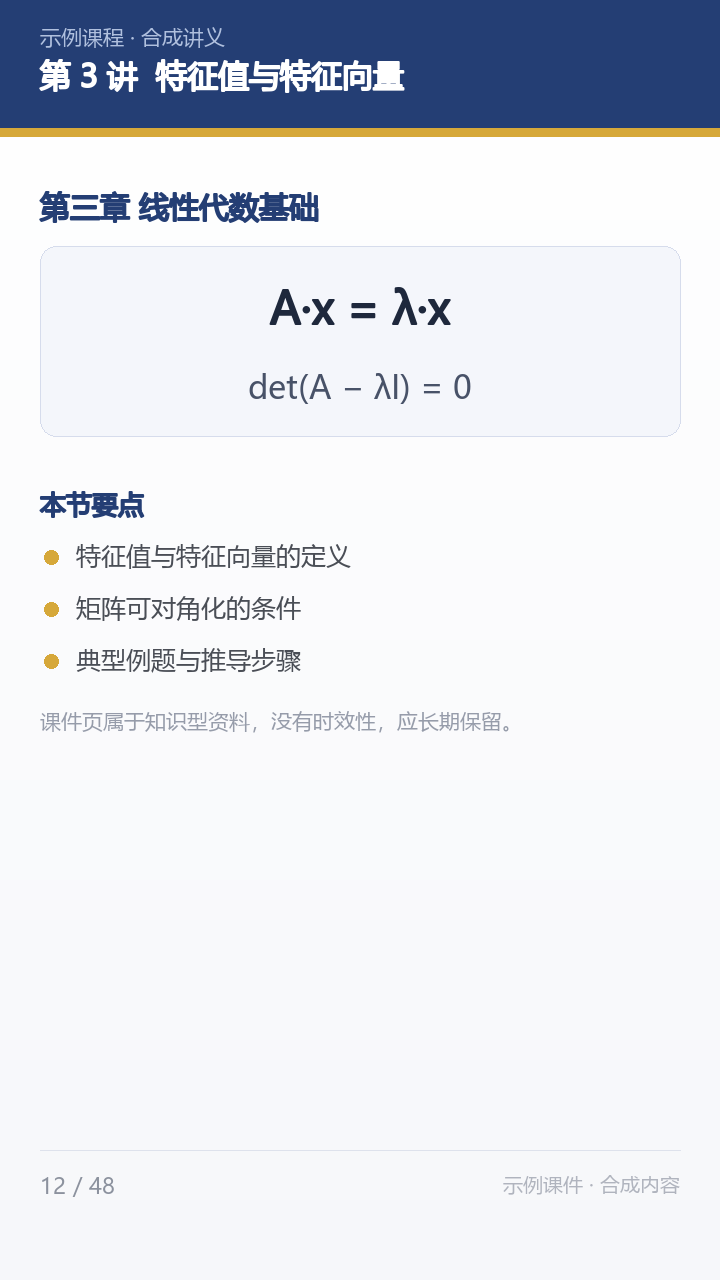 示例课程 · 合成讲义
第 3 讲 特征值与特征向量
第三章 线性代数基础
A·x = λ·x
det(A − λI) = 0
本节要点
特征值与特征向量的定义
矩阵可对角化的条件
典型例题与推导步骤
课件页属于知识型资料，没有时效性，应长期保留。
12 / 48
示例课件 · 合成内容